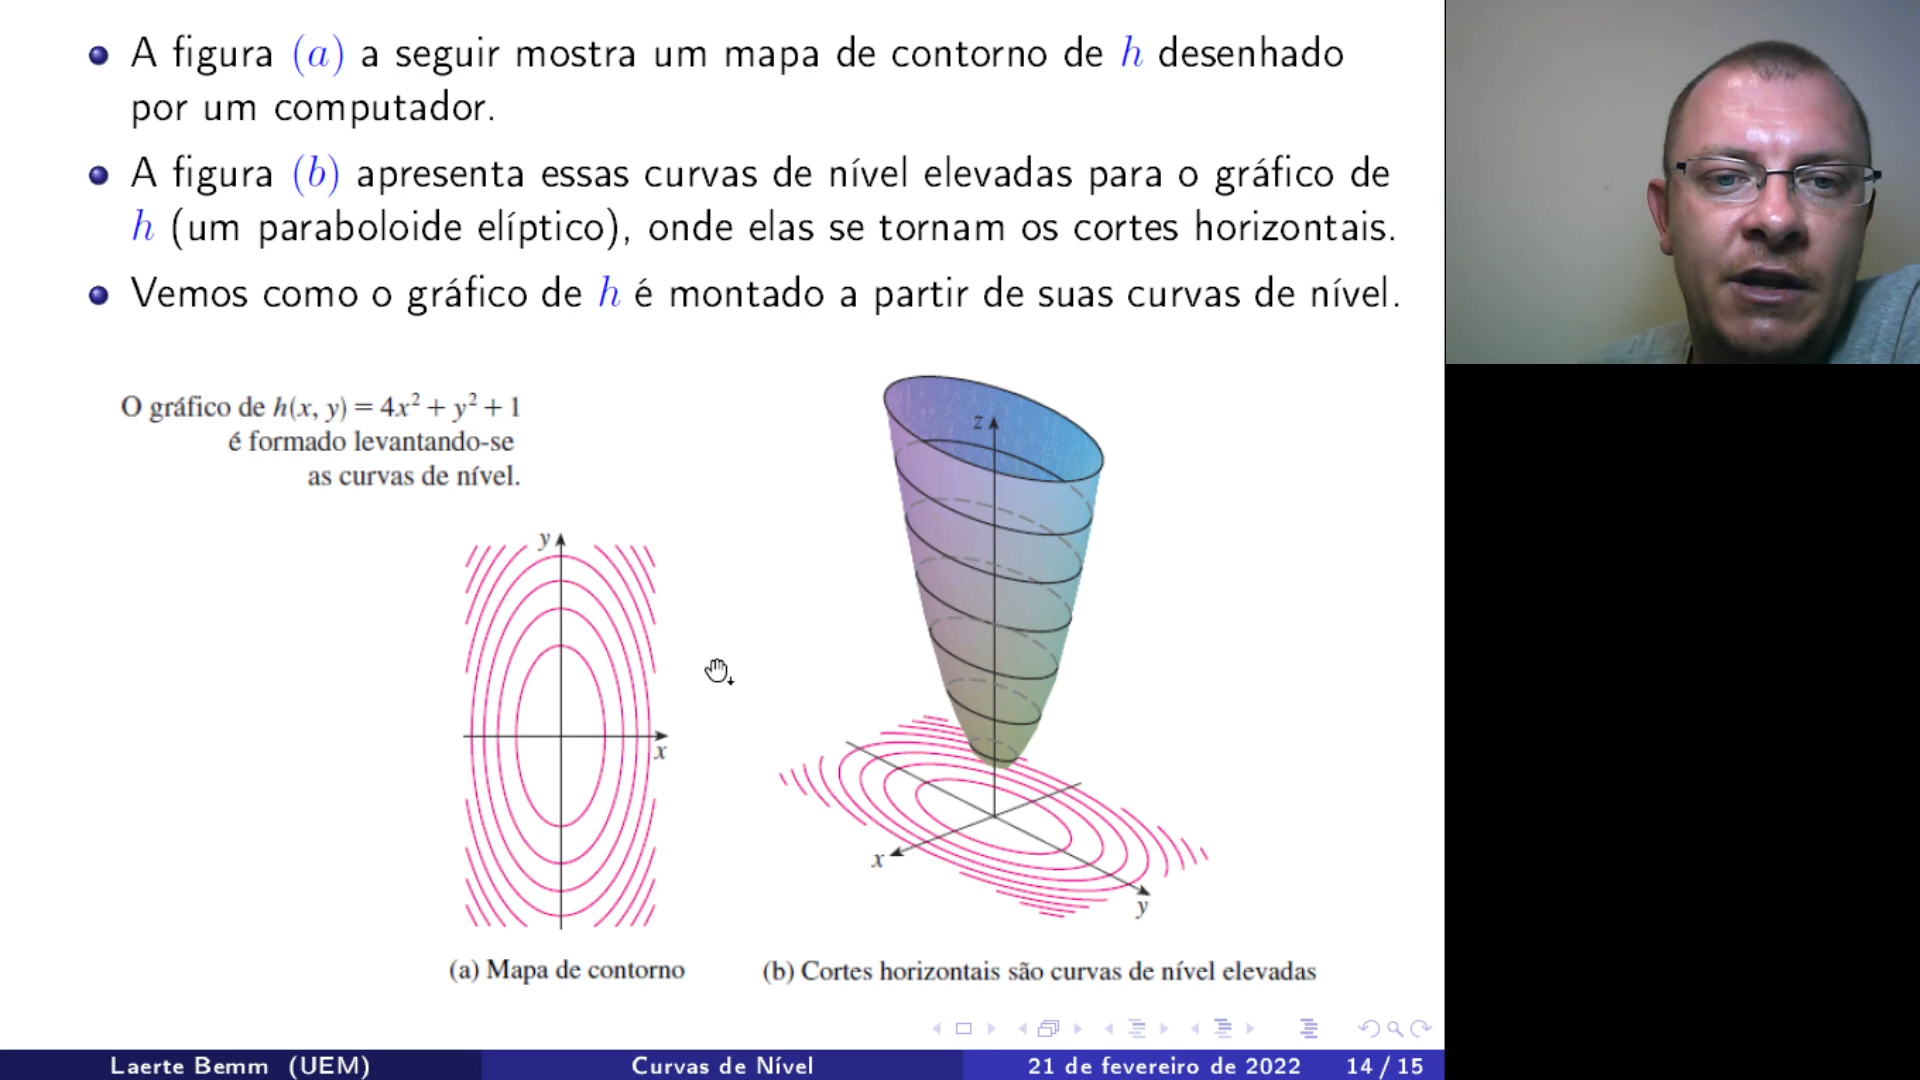 A figura (a) a seguir mostra um mapa de contorno de h desenhado
por um computador.
A figura (b) apresenta essas curvas de nível elevadas para o gráfico de
h (um paraboloide elíptico), onde elas se tornam os cortes horizontais.
Vemos como o gráfico de h é montado a partir de suas curvas de nível.
O gráfico de h(x, y) = 4x² + y² + 1
é formado levantando-se
as curvas de nível.
z
y
x
x
y
(a) Mapa de contorno
(b) Cortes horizontais são curvas de nível elevadas
Laerte Bemm (UEM)
Curvas de Nível
21 de fevereiro de 2022
14 / 15